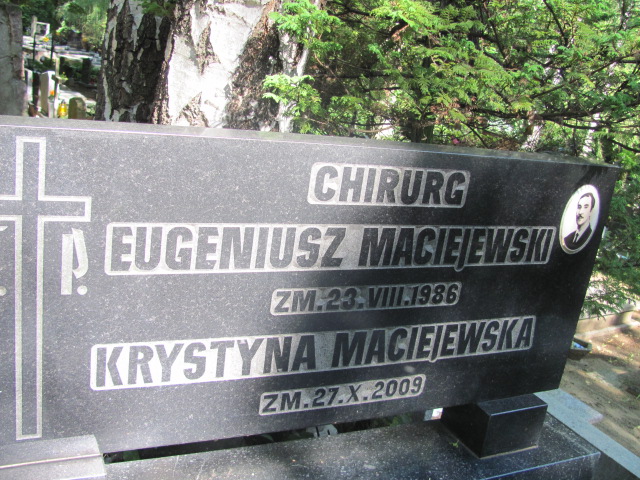 CHIRURG
Ś.P. EUGENIUSZ MACIEJEWSKI
ZM.23.VIII.1986
KRYSTYNA MACIEJEWSKA
ZM.27.X.2009